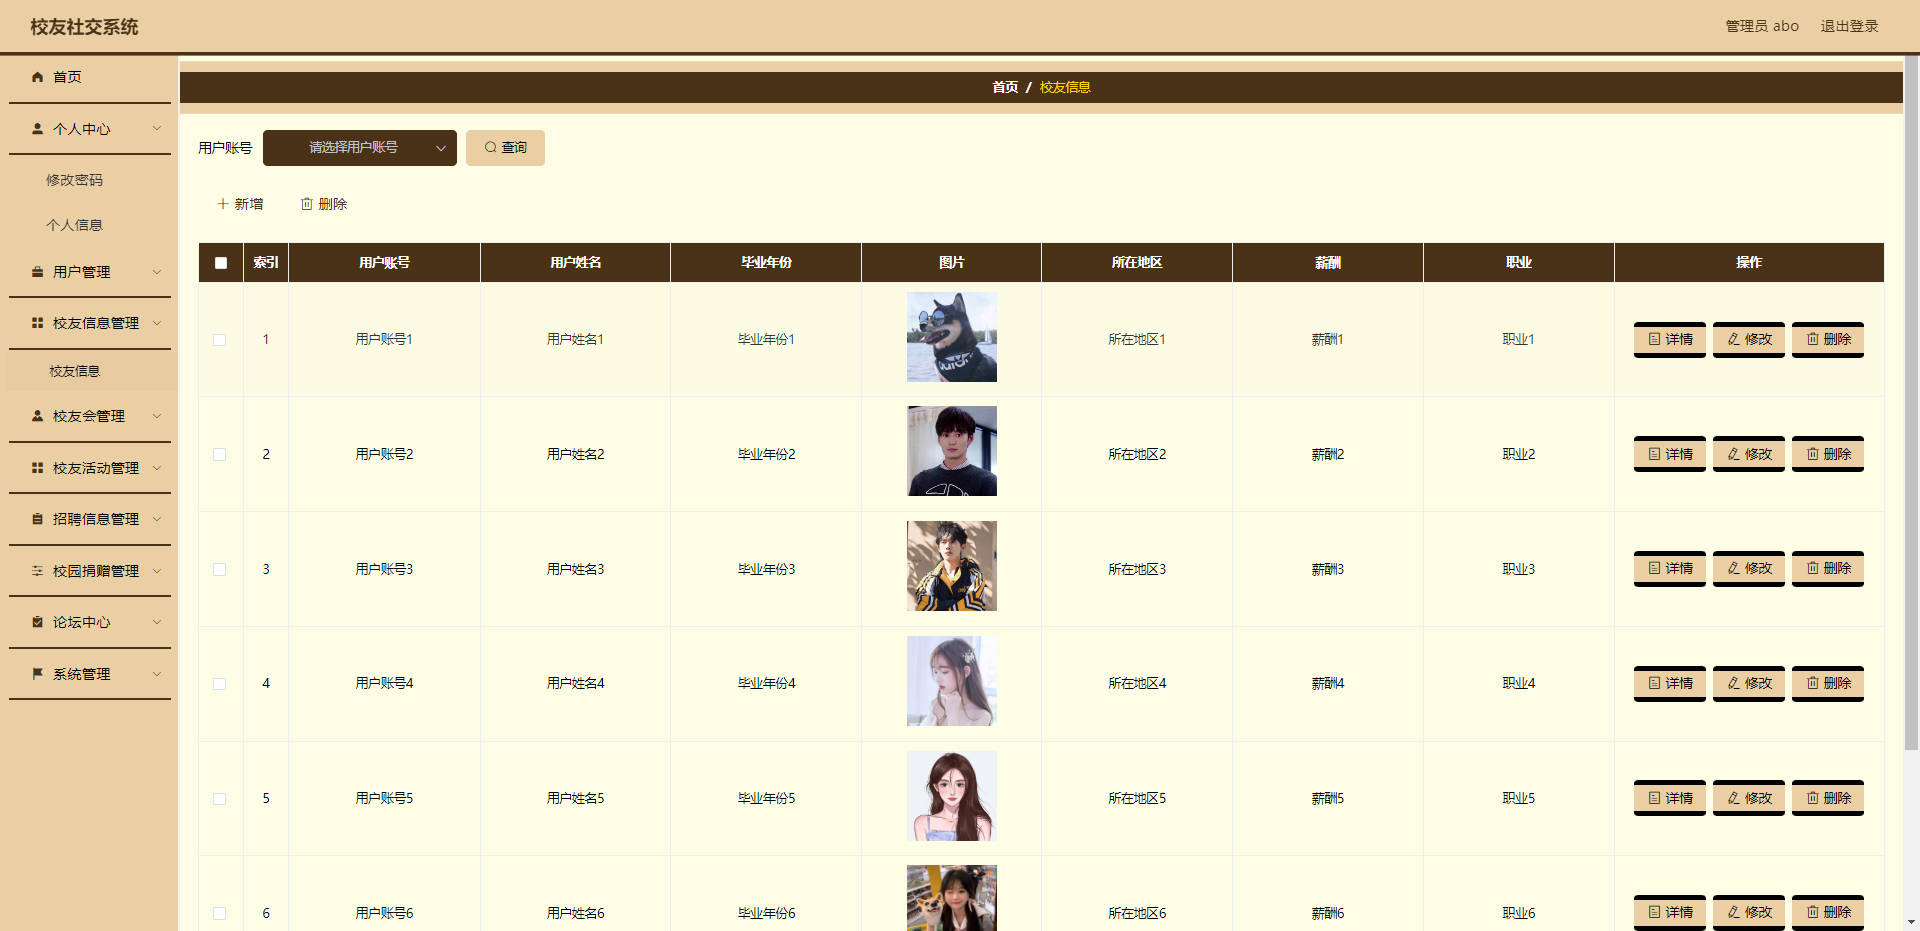 校友社交系统
管理员 abo 退出登录
首页
个人中心
修改密码
个人信息
用户管理
校友信息管理
校友信息
校友会管理
校友活动管理
招聘信息管理
校园捐赠管理
论坛中心
系统管理
首页 / 校友信息
用户账号 请选择用户账号 查询
新增 删除
索引 用户账号 用户姓名 毕业年份 图片 所在地区 薪酬 职业 操作
1 用户账号1 用户姓名1 毕业年份1 所在地区1 薪酬1 职业1 详情 修改 删除
2 用户账号2 用户姓名2 毕业年份2 所在地区2 薪酬2 职业2 详情 修改 删除
3 用户账号3 用户姓名3 毕业年份3 所在地区3 薪酬3 职业3 详情 修改 删除
4 用户账号4 用户姓名4 毕业年份4 所在地区4 薪酬4 职业4 详情 修改 删除
5 用户账号5 用户姓名5 毕业年份5 所在地区5 薪酬5 职业5 详情 修改 删除
6 用户账号6 用户姓名6 毕业年份6 所在地区6 薪酬6 职业6 详情 修改 删除